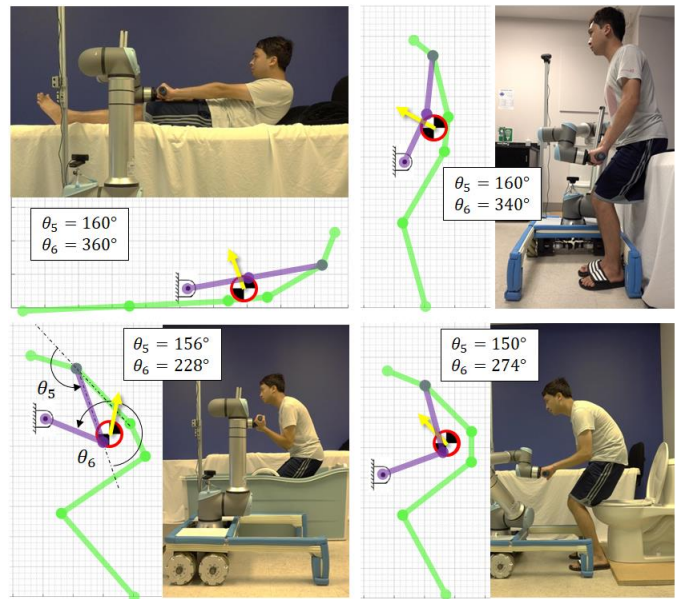 θ₅ = 160°
θ₆ = 360°
θ₅ = 160°
θ₆ = 340°
θ₅ = 156°
θ₆ = 228°
θ₅
θ₆
θ₅ = 150°
θ₆ = 274°